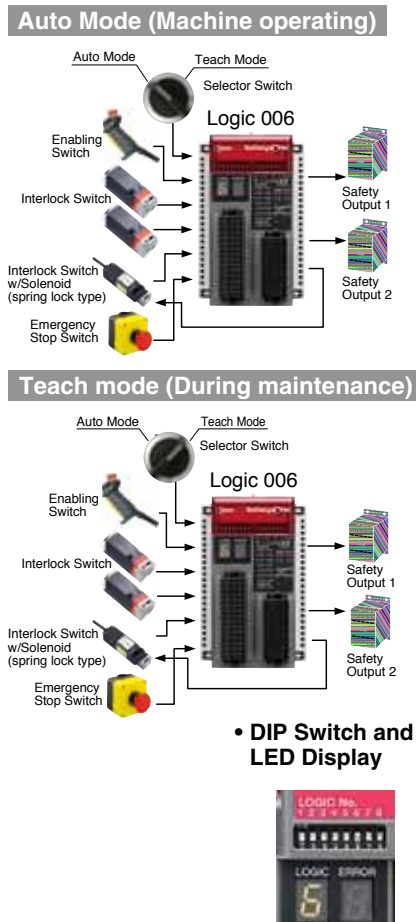 Auto Mode (Machine operating)
Auto Mode
Teach Mode
Selector Switch
Logic 006
Enabling
Switch
Interlock Switch
Interlock Switch
w/Solenoid
(spring lock type)
Emergency
Stop Switch
Safety
Output 1
Safety
Output 2
Teach mode (During maintenance)
Auto Mode
Teach Mode
Selector Switch
Logic 006
Enabling
Switch
Interlock Switch
Interlock Switch
w/Solenoid
(spring lock type)
Emergency
Stop Switch
Safety
Output 1
Safety
Output 2
• DIP Switch and
LED Display
LOGIC No.
1 2 3 4 5 6 7 8
LOGIC ERROR
6